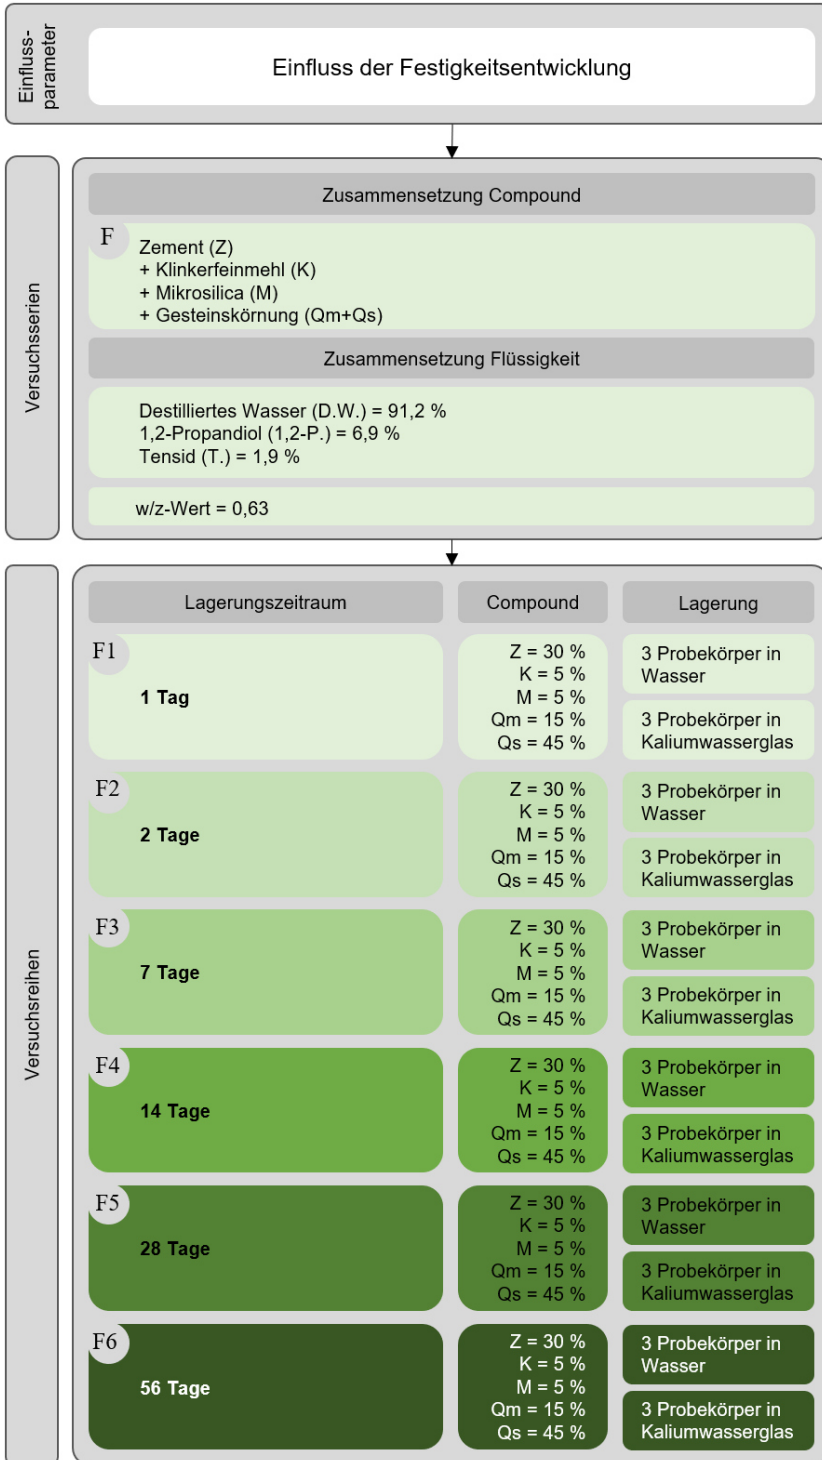 Einfluss-
parameter
Einfluss der Festigkeitsentwicklung
Versuchsserien
Zusammensetzung Compound
F
Zement (Z)
+ Klinkerfeinmehl (K)
+ Mikrosilica (M)
+ Gesteinskörnung (Qm+Qs)
Zusammensetzung Flüssigkeit
Destilliertes Wasser (D.W.) = 91,2 %
1,2-Propandiol (1,2-P.) = 6,9 %
Tensid (T.) = 1,9 %
w/z-Wert = 0,63
Versuchsreihen
Lagerungszeitraum
Compound
Lagerung
F1
1 Tag
Z = 30 %
K = 5 %
M = 5 %
Qm = 15 %
Qs = 45 %
3 Probekörper in
Wasser
3 Probekörper in
Kaliumwasserglas
F2
2 Tage
Z = 30 %
K = 5 %
M = 5 %
Qm = 15 %
Qs = 45 %
3 Probekörper in
Wasser
3 Probekörper in
Kaliumwasserglas
F3
7 Tage
Z = 30 %
K = 5 %
M = 5 %
Qm = 15 %
Qs = 45 %
3 Probekörper in
Wasser
3 Probekörper in
Kaliumwasserglas
F4
14 Tage
Z = 30 %
K = 5 %
M = 5 %
Qm = 15 %
Qs = 45 %
3 Probekörper in
Wasser
3 Probekörper in
Kaliumwasserglas
F5
28 Tage
Z = 30 %
K = 5 %
M = 5 %
Qm = 15 %
Qs = 45 %
3 Probekörper in
Wasser
3 Probekörper in
Kaliumwasserglas
F6
56 Tage
Z = 30 %
K = 5 %
M = 5 %
Qm = 15 %
Qs = 45 %
3 Probekörper in
Wasser
3 Probekörper in
Kaliumwasserglas